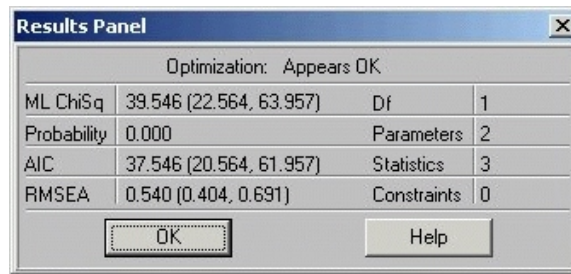 Results Panel
Optimization: Appears OK
ML ChiSq 39.546 (22.564, 63.957) Df 1
Probability 0.000 Parameters 2
AIC 37.546 (20.564, 61.957) Statistics 3
RMSEA 0.540 (0.404, 0.691) Constraints 0
OK Help